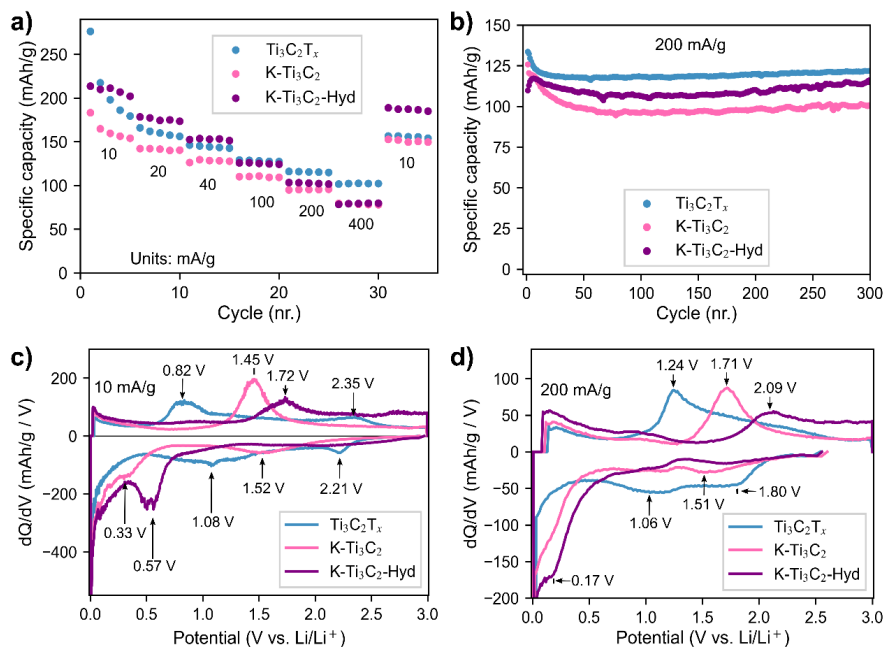 a)
300
250
200
150
100
50
0
Specific capacity (mAh/g)
Ti₃C₂Tₓ
K-Ti₃C₂
K-Ti₃C₂-Hyd
10
20
40
100
200
400
10
Units: mA/g
0
10
20
30
Cycle (nr.)
b)
150
125
100
75
50
25
0
Specific capacity (mAh/g)
200 mA/g
Ti₃C₂Tₓ
K-Ti₃C₂
K-Ti₃C₂-Hyd
0
50
100
150
200
250
300
Cycle (nr.)
c)
200
0
−200
−400
dQ/dV (mAh/g / V)
10 mA/g
0.82 V
1.45 V
1.72 V
2.35 V
0.33 V
0.57 V
1.08 V
1.52 V
2.21 V
Ti₃C₂Tₓ
K-Ti₃C₂
K-Ti₃C₂-Hyd
0.0
0.5
1.0
1.5
2.0
2.5
3.0
Potential (V vs. Li/Li⁺)
d)
100
50
0
−50
−100
−150
−200
dQ/dV (mAh/g / V)
200 mA/g
1.24 V
1.71 V
2.09 V
1.06 V
1.51 V
1.80 V
0.17 V
Ti₃C₂Tₓ
K-Ti₃C₂
K-Ti₃C₂-Hyd
0.0
0.5
1.0
1.5
2.0
2.5
3.0
Potential (V vs. Li/Li⁺)